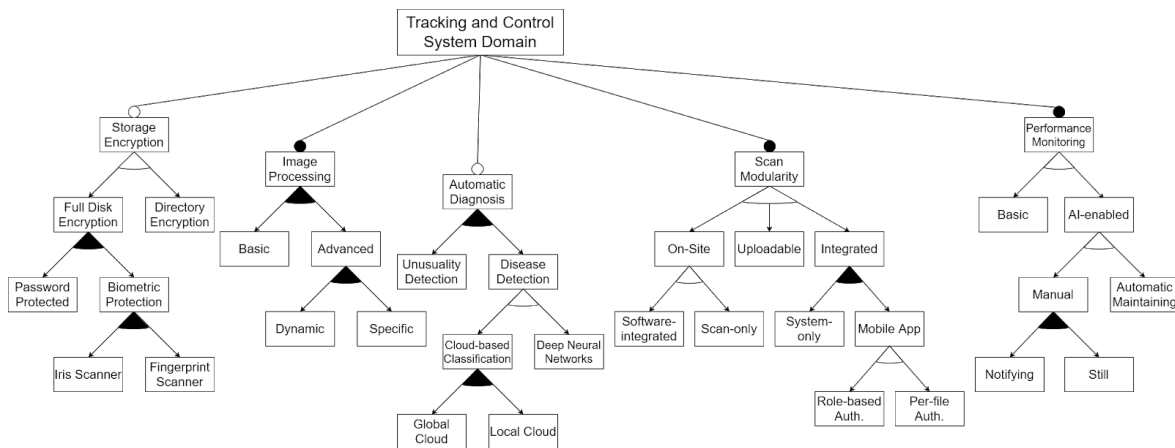 Tracking and Control
System Domain
Storage
Encryption
Image
Processing
Automatic
Diagnosis
Scan
Modularity
Performance
Monitoring
Full Disk
Encryption
Directory
Encryption
Basic
Advanced
Unusuality
Detection
Disease
Detection
On-Site
Uploadable
Integrated
Basic
AI-enabled
Password
Protected
Biometric
Protection
Dynamic
Specific
Cloud-based
Classification
Deep Neural
Networks
Software-
integrated
Scan-only
System-
only
Mobile App
Manual
Automatic
Maintaining
Iris Scanner
Fingerprint
Scanner
Global
Cloud
Local Cloud
Role-based
Auth.
Per-file
Auth.
Notifying
Still